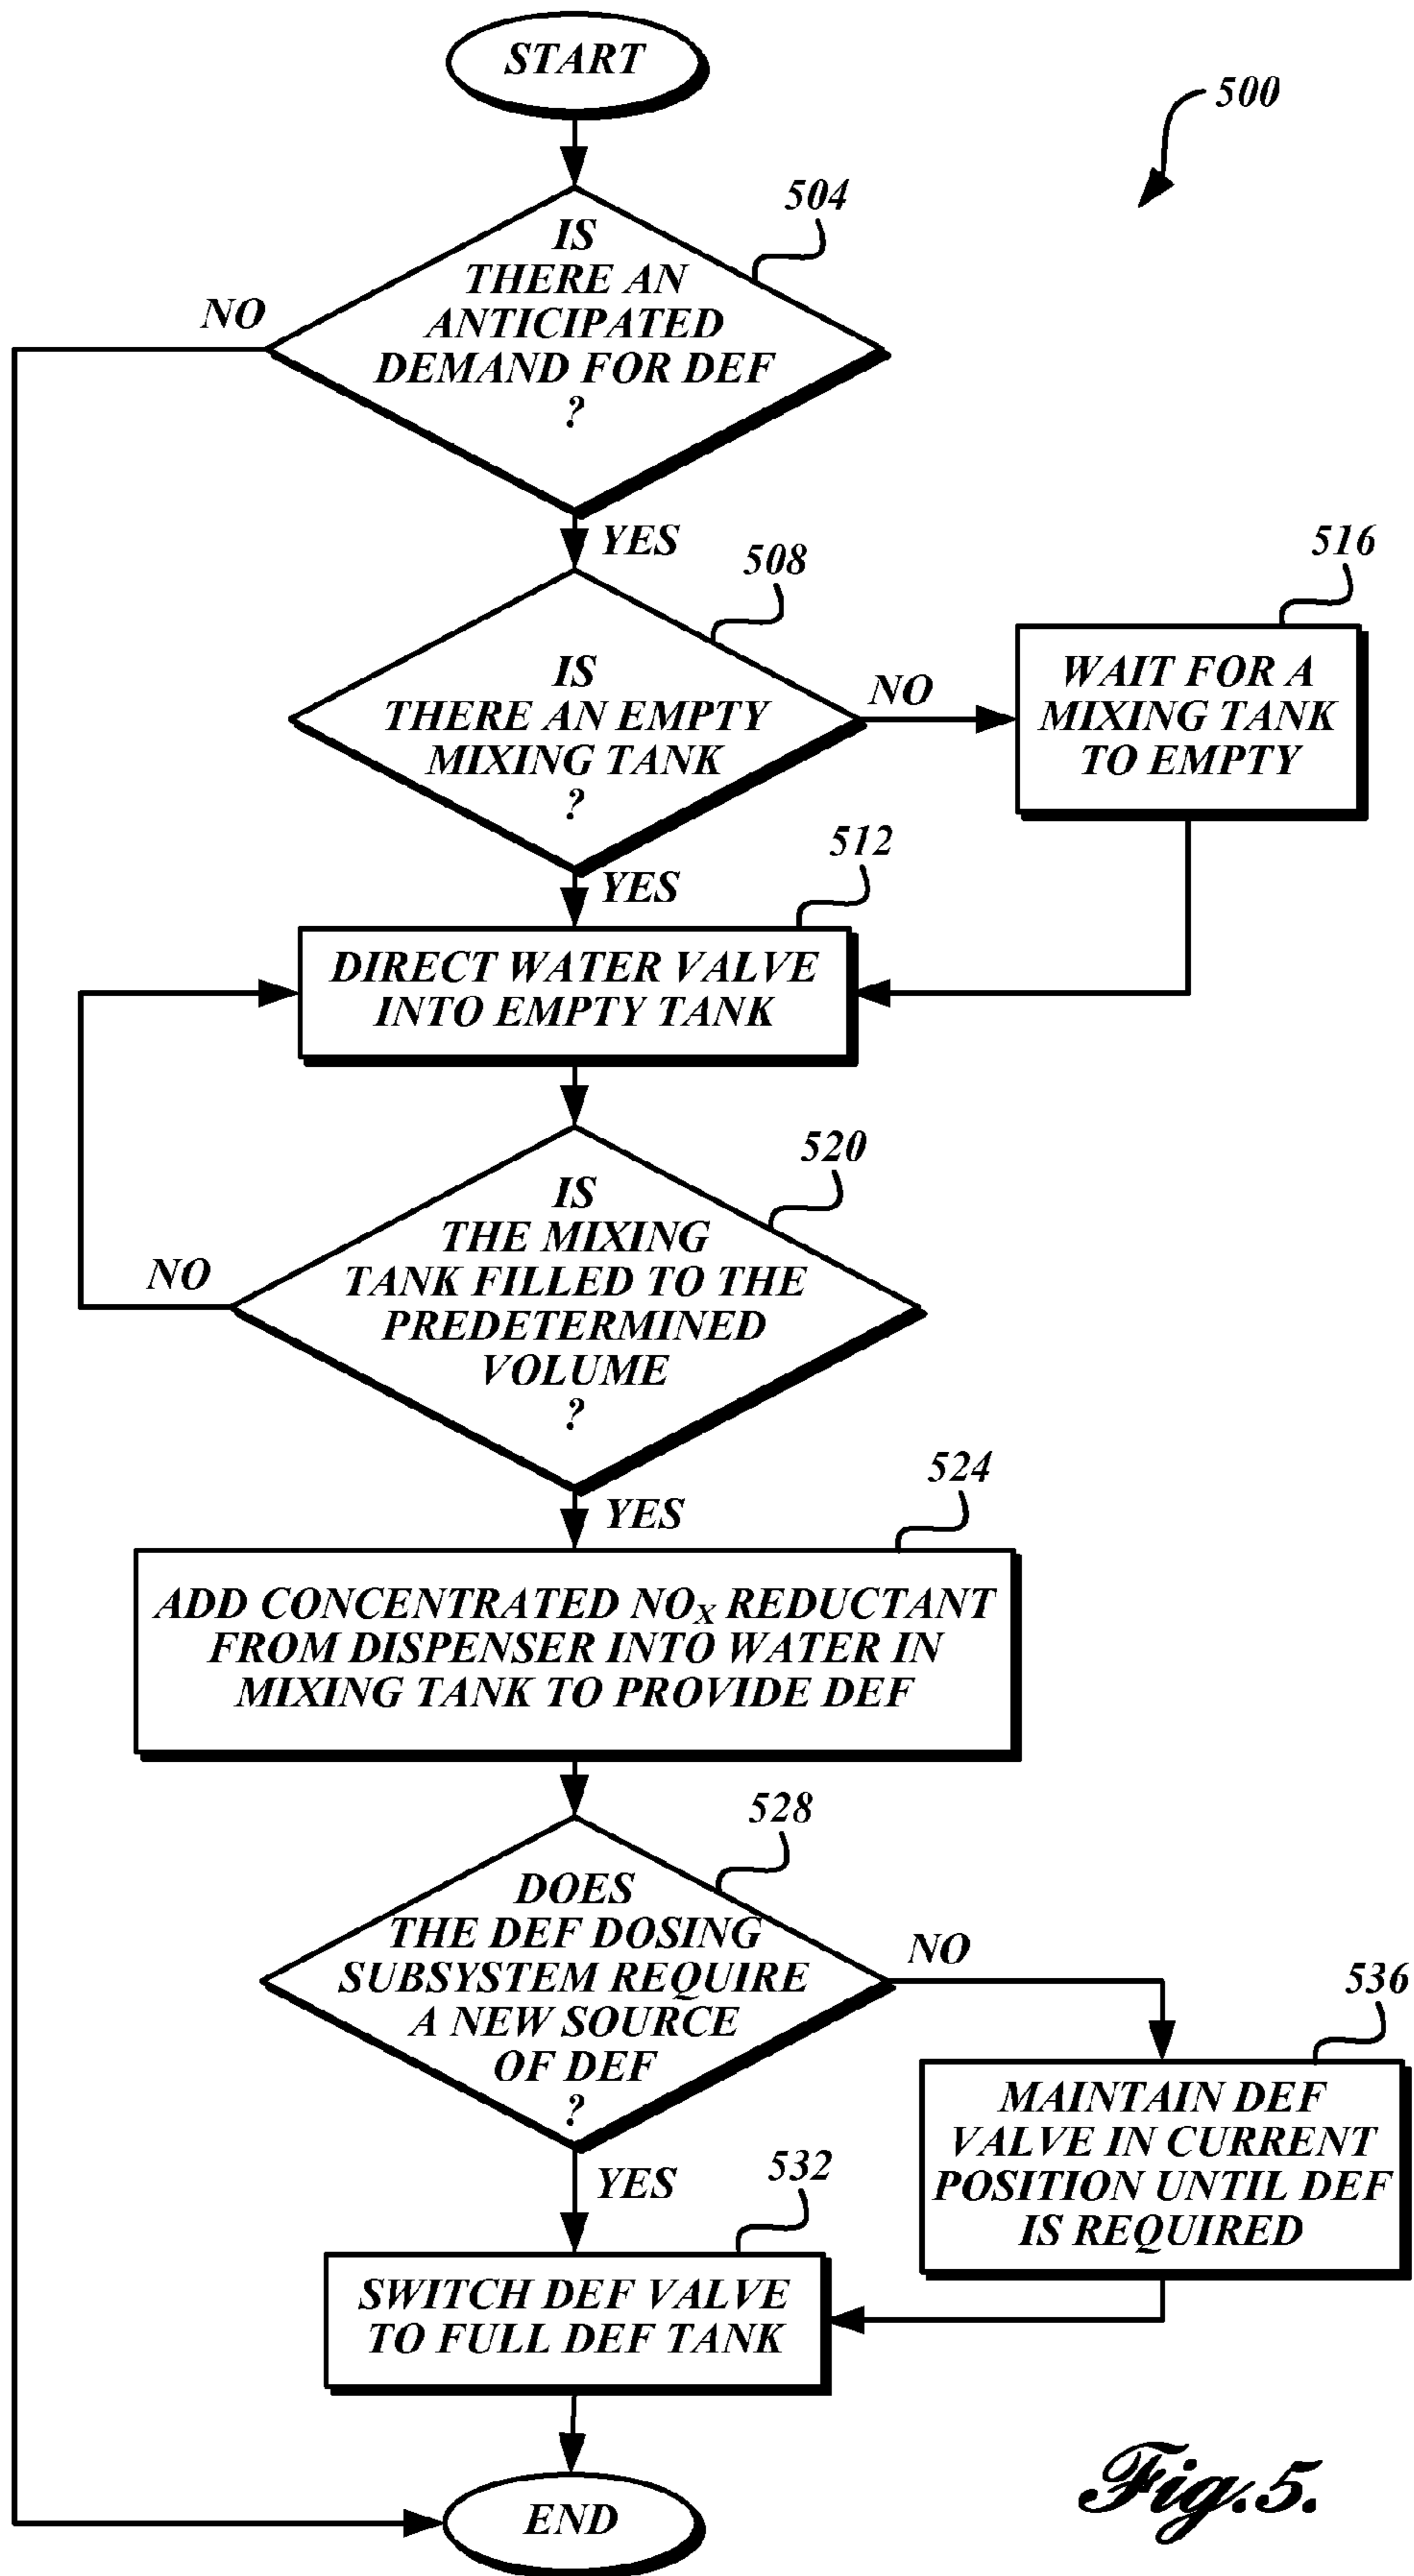 START
500
504
IS
THERE AN
ANTICIPATED
DEMAND FOR DEF
?
NO
YES
508
516
IS
THERE AN EMPTY
MIXING TANK
?
NO
WAIT FOR A
MIXING TANK
TO EMPTY
YES
512
DIRECT WATER VALVE
INTO EMPTY TANK
520
IS
THE MIXING
TANK FILLED TO THE
PREDETERMINED
VOLUME
?
NO
YES
524
ADD CONCENTRATED NOX REDUCTANT
FROM DISPENSER INTO WATER IN
MIXING TANK TO PROVIDE DEF
528
DOES
THE DEF DOSING
SUBSYSTEM REQUIRE
A NEW SOURCE
OF DEF
?
NO
536
MAINTAIN DEF
VALVE IN CURRENT
POSITION UNTIL DEF
IS REQUIRED
YES
532
SWITCH DEF VALVE
TO FULL DEF TANK
END
Fig.5.